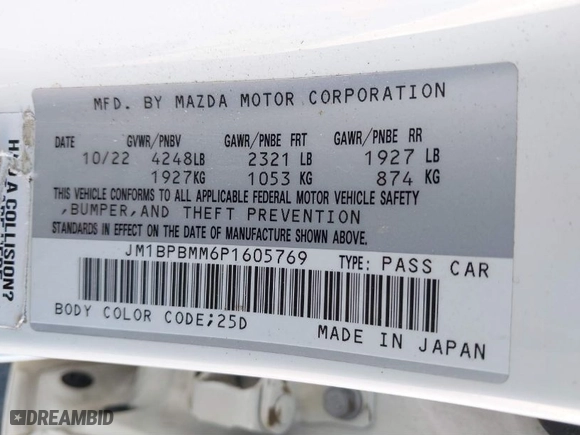 MFD. BY MAZDA MOTOR CORPORATION
DATE GVWR/PNBV GAWR/PNBE FRT GAWR/PNBE RR
10/22 4248LB 2321 LB 1927 LB
1927KG 1053 KG 874 KG
THIS VEHICLE CONFORMS TO ALL APPLICABLE FEDERAL MOTOR VEHICLE SAFETY
,BUMPER,AND THEFT PREVENTION
STANDARDS IN EFFECT ON THE DATE OF MANUFACTURE SHOWN ABOVE.
JM1BPBMM6P1605769 TYPE: PASS CAR
BODY COLOR CODE;25D
MADE IN JAPAN
A COLLISION?
DREAMBID